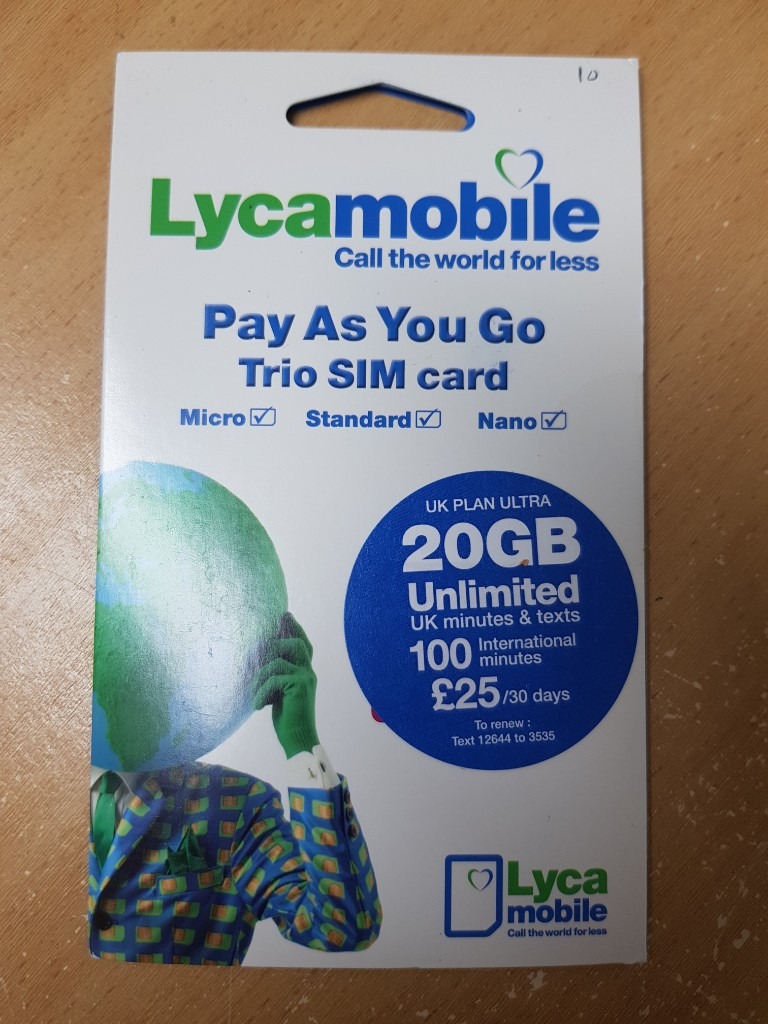 10
Lycamobile
Call the world for less
Pay As You Go
Trio SIM card
Micro Standard Nano
UK PLAN ULTRA
20GB
Unlimited
UK minutes & texts
100 International minutes
£25/30 days
To renew :
Text 12644 to 3535
Lyca
mobile
Call the world for less